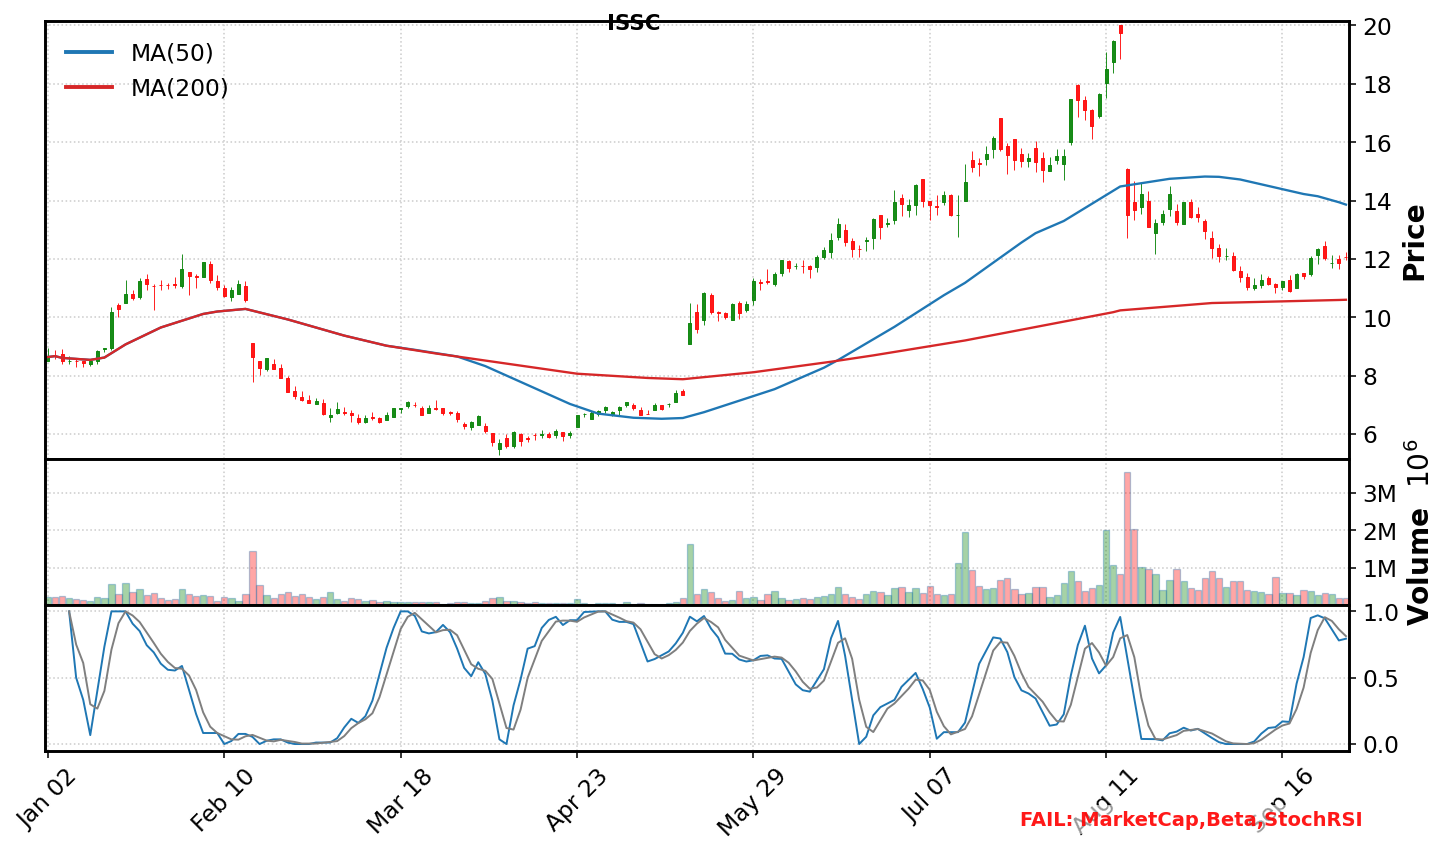 ISSC
MA(50)
MA(200)
20
18
16
14
12
10
8
6
Price
3M
2M
1M
Volume 10^6
1.0
0.5
0.0
Jan 02
Feb 10
Mar 18
Apr 23
May 29
Jul 07
Aug 11
Sep 16
FAIL: MarketCap,Beta,StochRSI